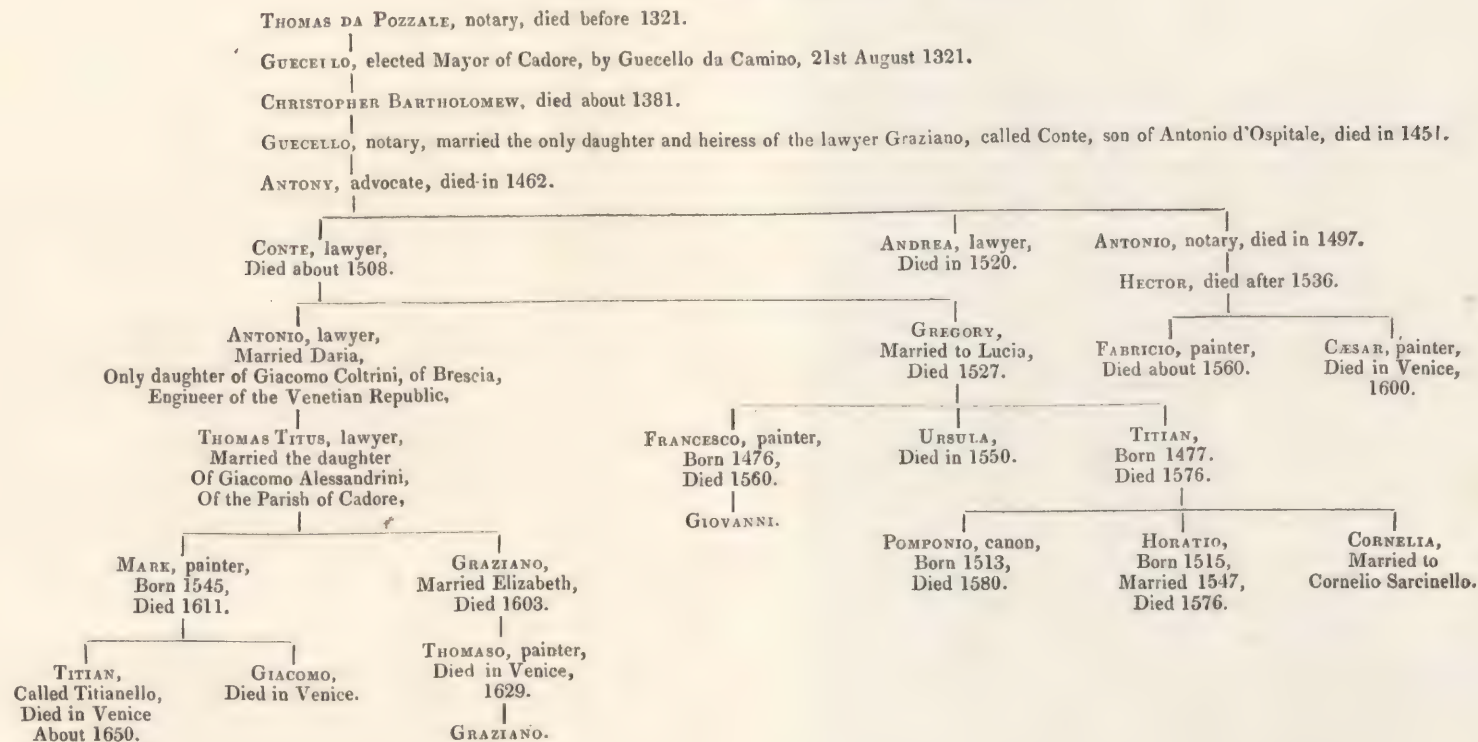 THOMAS DA POZZALE, notary, died before 1321.
GUECELLO, elected Mayor of Cadore, by Guecello da Camino, 21st August 1321.
CHRISTOPHER BARTHOLOMEW, died about 1381.
GUECELLO, notary, married the only daughter and heiress of the lawyer Graziano, called Conte, son of Antonio d'Ospitale, died in 1451.
ANTONY, advocate, died in 1462.
CONTE, lawyer,
Died about 1508.
ANDREA, lawyer,
Died in 1520.
ANTONIO, notary, died in 1497.
HECTOR, died after 1536.
ANTONIO, lawyer,
Married Daria,
Only daughter of Giacomo Coltrini, of Brescia,
Engineer of the Venetian Republic,
GREGORY,
Married to Lucia,
Died 1527.
FABRICIO, painter,
Died about 1560.
CÆSAR, painter,
Died in Venice,
1600.
THOMAS TITUS, lawyer,
Married the daughter
Of Giacomo Alessandrini,
Of the Parish of Cadore,
FRANCESCO, painter,
Born 1476,
Died 1560.
GIOVANNI.
URSULA,
Died in 1550.
TITIAN,
Born 1477.
Died 1576.
MARK, painter,
Born 1545,
Died 1611.
GRAZIANO,
Married Elizabeth,
Died 1603.
POMPONIO, canon,
Born 1513,
Died 1580.
HORATIO,
Born 1515,
Married 1547,
Died 1576.
CORNELIA,
Married to
Cornelio Sarcinello.
TITIAN,
Called Titianello,
Died in Venice
About 1650.
GIACOMO,
Died in Venice.
THOMASO, painter,
Died in Venice,
1629.
GRAZIANO.